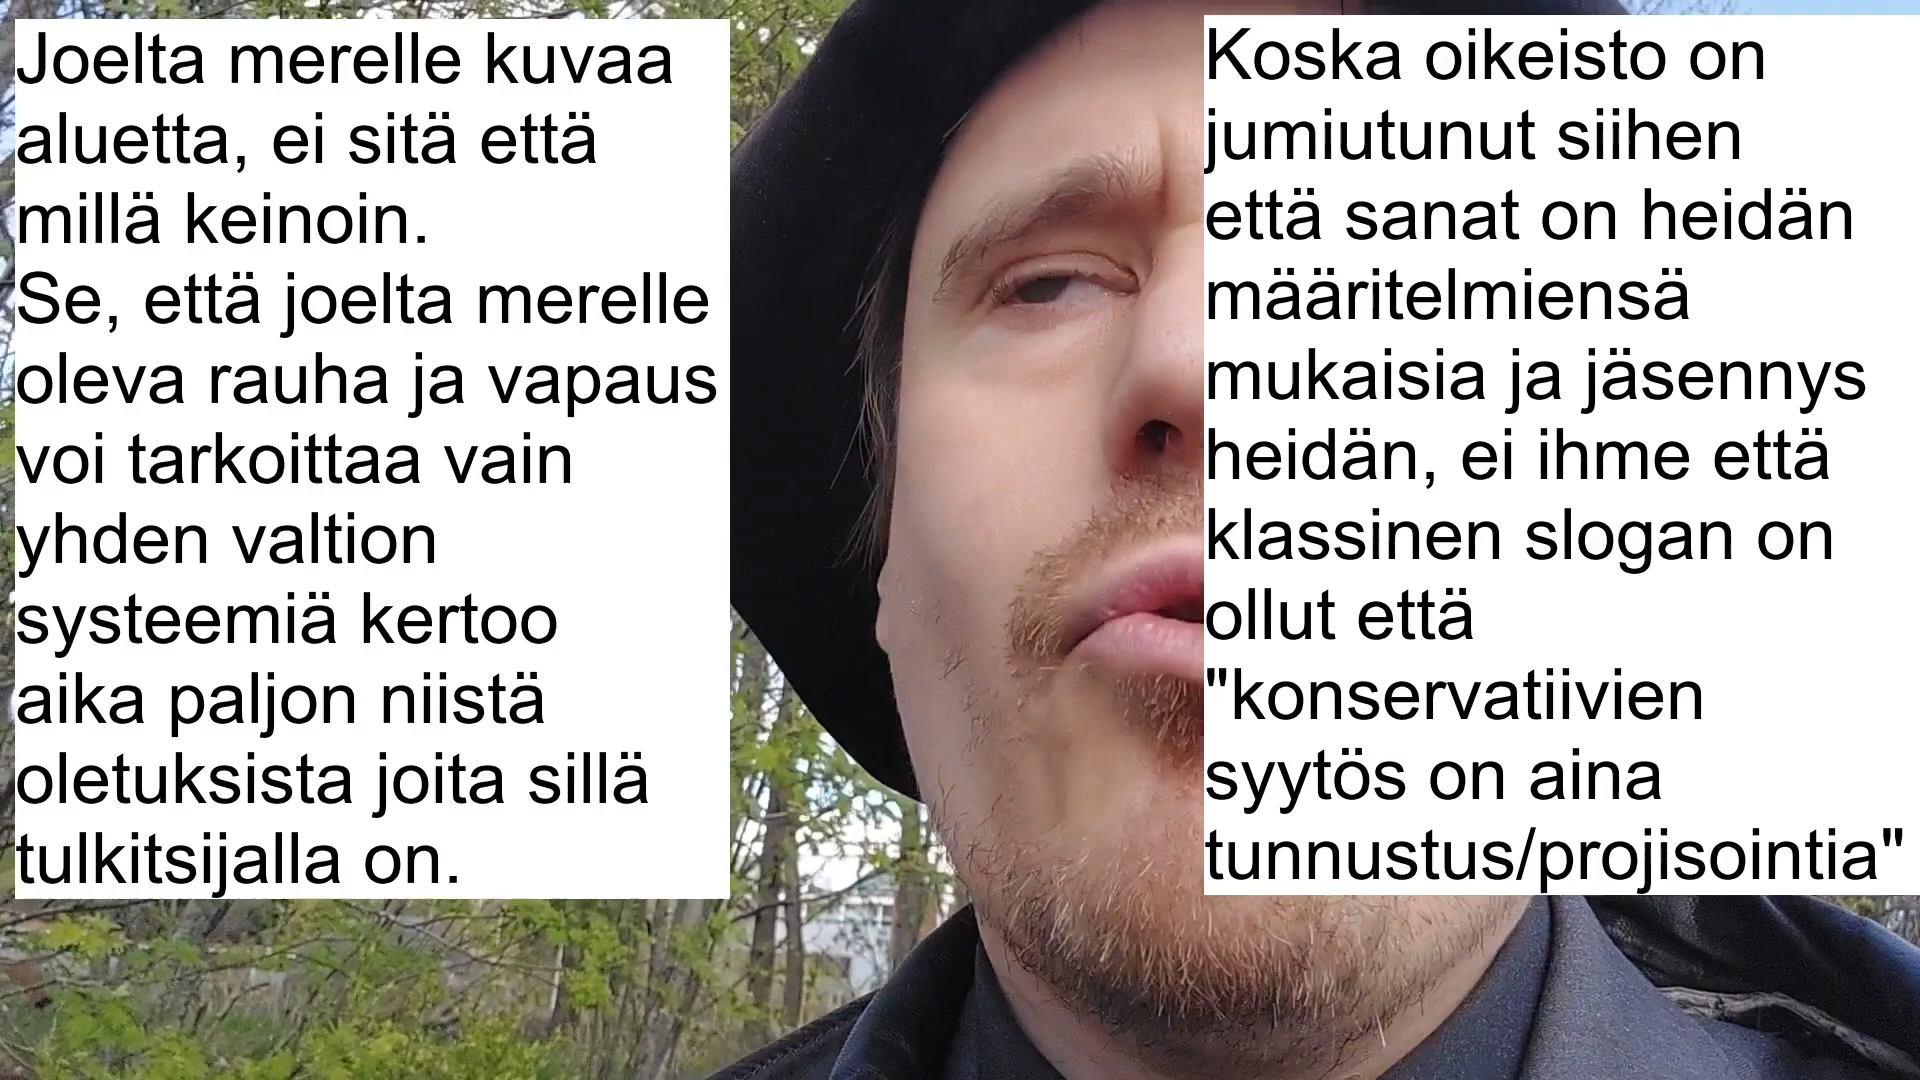 Joelta merelle kuvaa
aluetta, ei sitä että
millä keinoin.
Se, että joelta merelle
oleva rauha ja vapaus
voi tarkoittaa vain
yhden valtion
systeemiä kertoo
aika paljon niistä
oletuksista joita sillä
tulkitsijalla on.
Koska oikeisto on
jumiutunut siihen
että sanat on heidän
määritelmiensä
mukaisia ja jäsennys
heidän, ei ihme että
klassinen slogan on
ollut että
"konservatiivien
syytös on aina
tunnustus/projisointia"